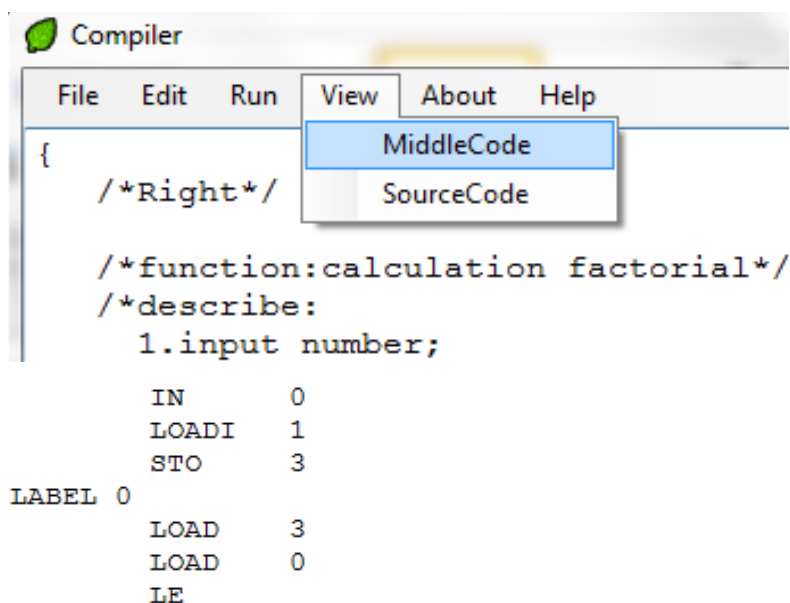 Compiler
File Edit Run View About Help
{
MiddleCode
/*Right*/
SourceCode
/*function:calculation factorial*/
/*describe:
1.input number;
IN 0
LOADI 1
STO 3
LABEL 0
LOAD 3
LOAD 0
LE